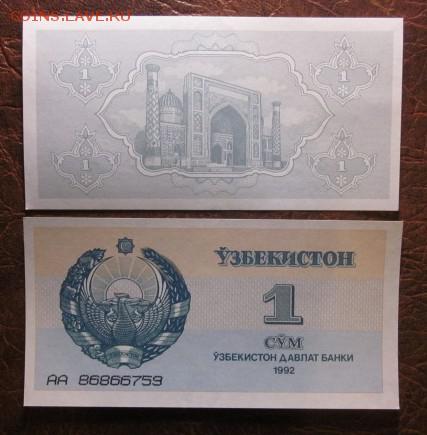 COINS.LAVE.RU
1 1
1 1
ЎЗБЕКИСТОН
1
СЎМ
ЎЗБЕКИСТОН ДАВЛАТ БАНКИ
1992
АА 86866759